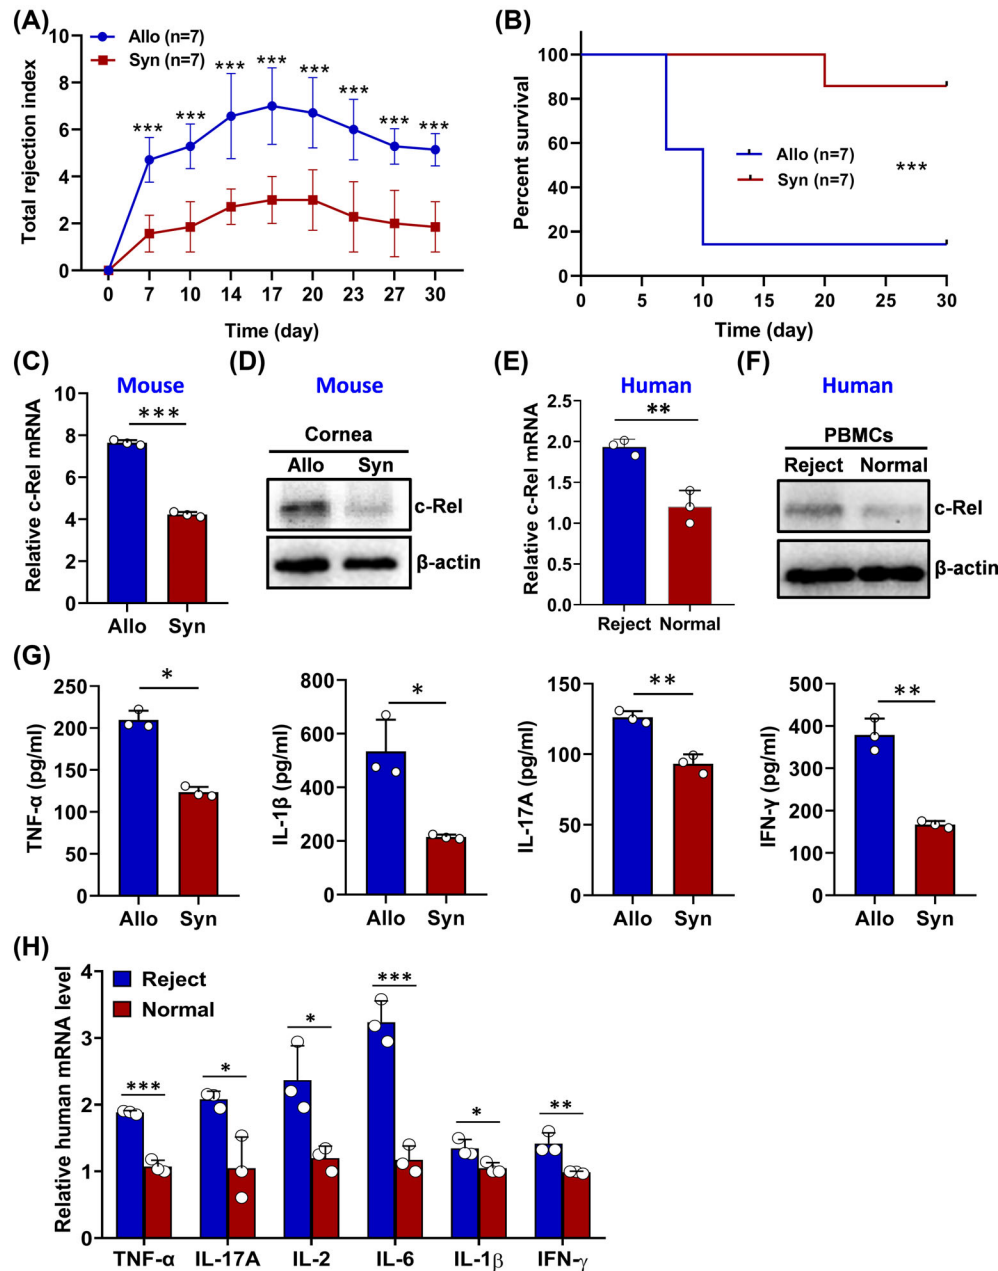 (A)
Total rejection index
10
8
6
4
2
0
Allo (n=7)
Syn (n=7)
*** *** *** *** *** *** *** ***
0 7 10 14 17 20 23 27 30
Time (day)
(B)
Percent survival
100
80
60
40
20
0
Allo (n=7)
Syn (n=7)
***
0 5 10 15 20 25 30
Time (day)
(C)
Mouse
Relative c-Rel mRNA
10
8
6
4
2
0
***
Allo Syn
(D)
Mouse
Cornea
Allo Syn
c-Rel
β-actin
(E)
Human
Relative c-Rel mRNA
2.5
2.0
1.5
1.0
0.5
0.0
**
Reject Normal
(F)
Human
PBMCs
Reject Normal
c-Rel
β-actin
(G)
TNF-α (pg/ml)
250
200
150
100
50
0
*
Allo Syn
IL-1β (pg/ml)
800
600
400
200
0
*
Allo Syn
IL-17A (pg/ml)
150
100
50
0
**
Allo Syn
IFN-γ (pg/ml)
500
400
300
200
100
0
**
Allo Syn
(H)
Relative human mRNA level
4
3
2
1
0
Reject
Normal
*** * * *** * **
TNF-α IL-17A IL-2 IL-6 IL-1β IFN-γ